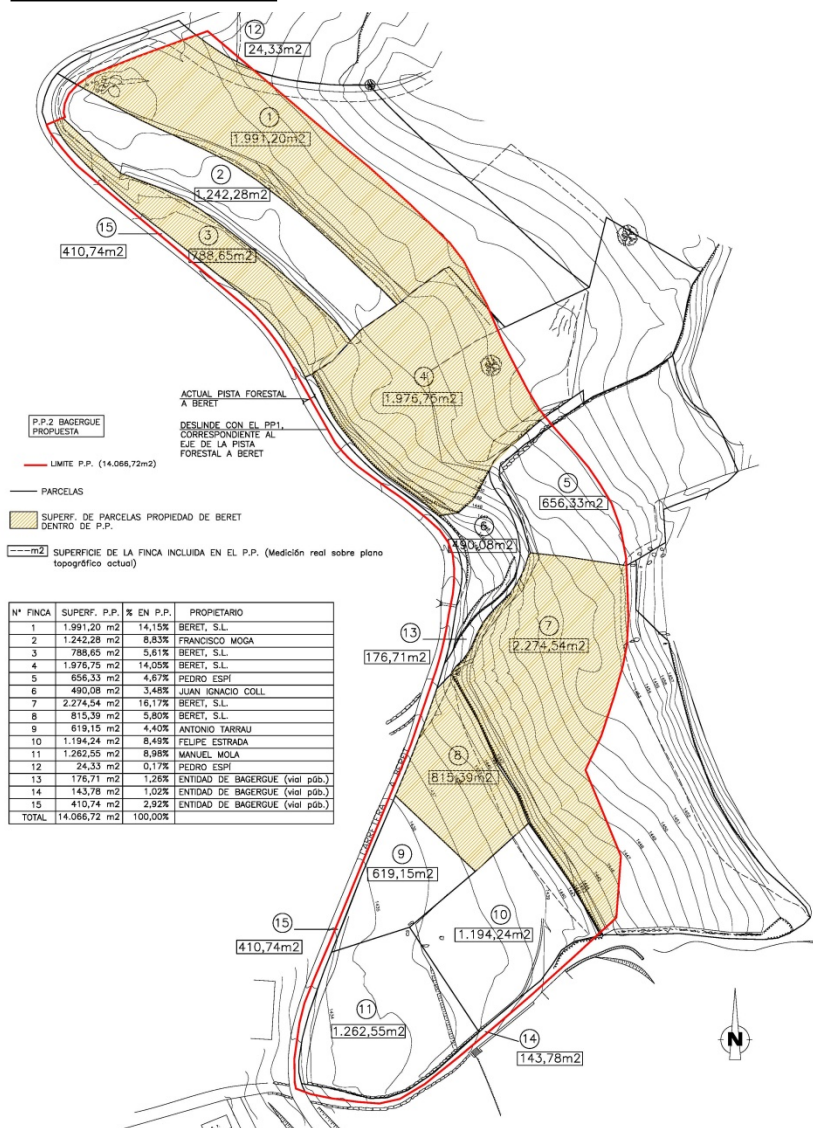 12
24,33m2
1
1.991,20m2
2
1.242,28m2
15
410,74m2
3
788,65m2
4
1.976,75m2
ACTUAL PISTA FORESTAL
A BERET
DESLINDE CON EL PP1,
CORRESPONDIENTE AL
EJE DE LA PISTA
FORESTAL A BERET
P.P.2 BAGERGUE
PROPUESTA
LIMITE P.P. (14.066,72m2)
PARCELAS
SUPERF. DE PARCELAS PROPIEDAD DE BERET
DENTRO DE P.P.
m2 SUPERFICIE DE LA FINCA INCLUIDA EN EL P.P. (Medición real sobre plano
topográfico actual)
5
656,33m2
6
490,08m2
7
2.274,54m2
13
176,71m2
8
815,39m2
CARRETERA A BERET
9
619,15m2
10
1.194,24m2
15
410,74m2
11
1.262,55m2
14
143,78m2
N
Nº FINCA SUPERF. P.P. % EN P.P. PROPIETARIO
1 1.991,20 m2 14,15% BERET, S.L.
2 1.242,28 m2 8,83% FRANCISCO MOGA
3 788,65 m2 5,61% BERET, S.L.
4 1.976,75 m2 14,05% BERET, S.L.
5 656,33 m2 4,67% PEDRO ESPÍ
6 490,08 m2 3,48% JUAN IGNACIO COLL
7 2.274,54 m2 16,17% BERET, S.L.
8 815,39 m2 5,80% BERET, S.L.
9 619,15 m2 4,40% ANTONIO TARRAU
10 1.194,24 m2 8,49% FELIPE ESTRADA
11 1.262,55 m2 8,98% MANUEL MOLA
12 24,33 m2 0,17% PEDRO ESPÍ
13 176,71 m2 1,26% ENTIDAD DE BAGERGUE (vial púb.)
14 143,78 m2 1,02% ENTIDAD DE BAGERGUE (vial púb.)
15 410,74 m2 2,92% ENTIDAD DE BAGERGUE (vial púb.)
TOTAL 14.066,72 m2 100,00%